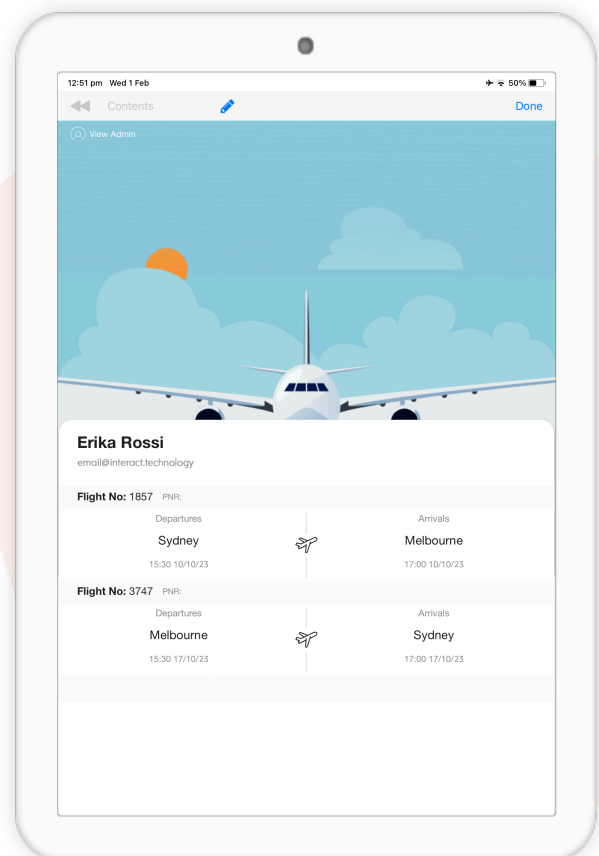 12:51 pm Wed 1 Feb 50%
Contents Done
View Admin
Erika Rossi
email@interact.technology
Flight No: 1857 PNR:
Departures Arrivals
Sydney Melbourne
15:30 10/10/23 17:00 10/10/23
Flight No: 3747 PNR:
Departures Arrivals
Melbourne Sydney
15:30 17/10/23 17:00 17/10/23